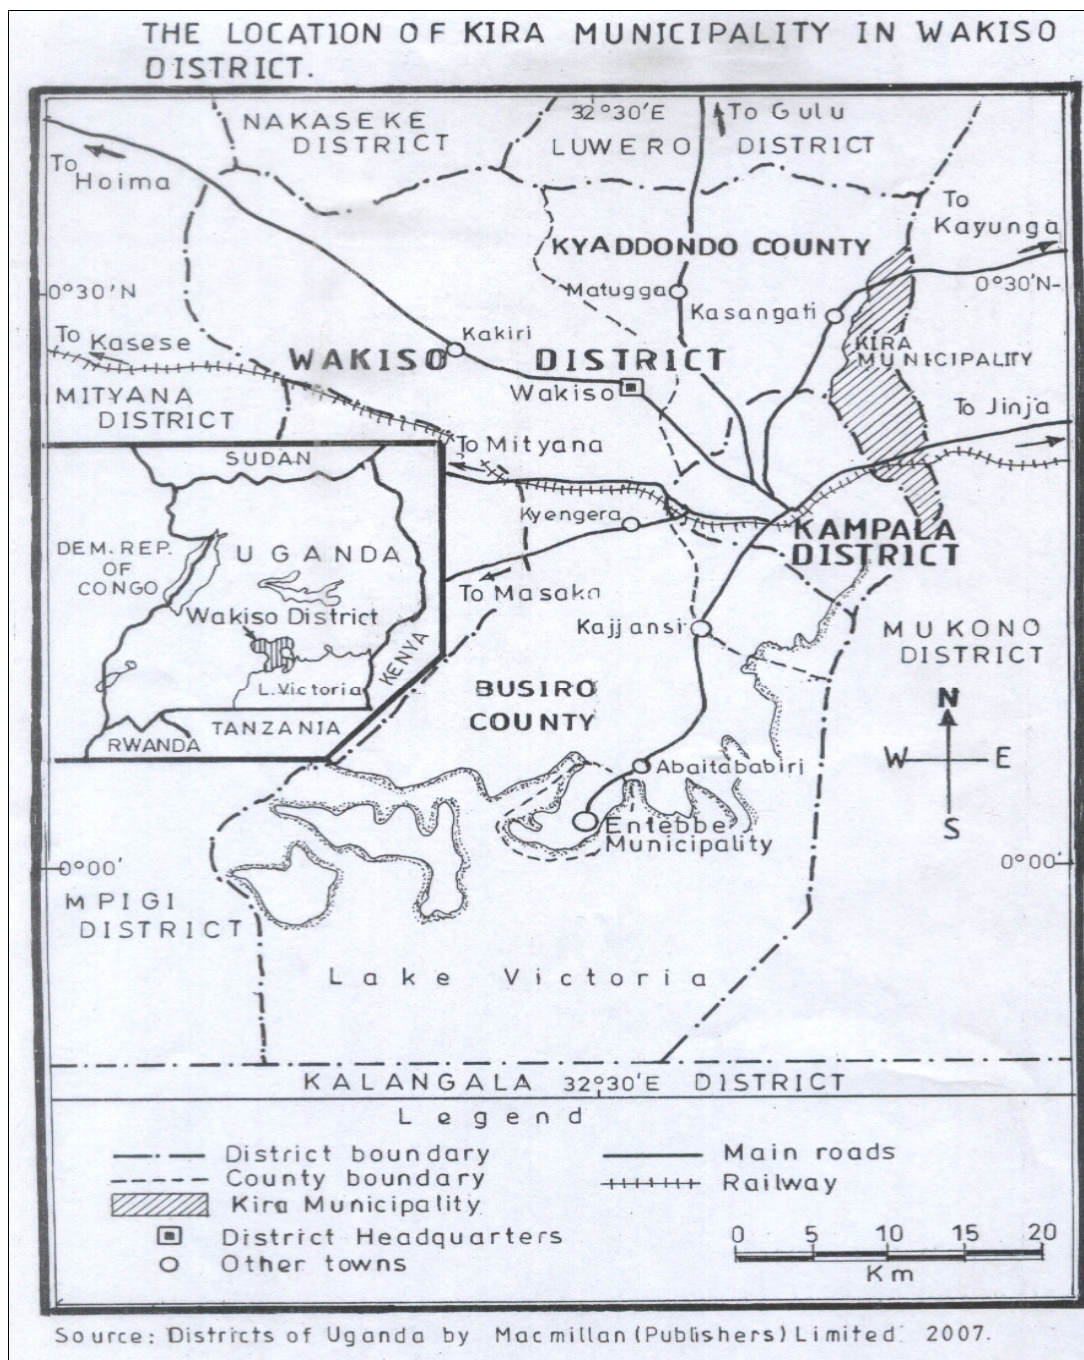 THE LOCATION OF KIRA MUNICIPALITY IN WAKISO
DISTRICT.
NAKASEKE
DISTRICT
32°30'E
LUWERO
To Gulu
DISTRICT
To
Hoima
To
Kayunga
KYADDONDO COUNTY
0°30'N
Matugga
Kasangati
0°30'N
To
Kasese
Kakiri
KIRA
MUNICIPALITY
WAKISO DISTRICT
Wakiso
MITYANA
DISTRICT
To Jinja
To Mityana
SUDAN
Kyengera
KAMPALA
DISTRICT
DEM. REP.
OF
CONGO
UGANDA
To Masaka
Wakiso District
Kajjansi
MUKONO
DISTRICT
KENYA
L.Victoria
BUSIRO
COUNTY
N
TANZANIA
RWANDA
W
E
S
Abaitababiri
Entebbe
Municipality
0°00'
0°00'
MPIGI
DISTRICT
Lake Victoria
KALANGALA 32°30'E DISTRICT
Legend
District boundary
Main roads
County boundary
Railway
Kira Municipality
District Headquarters
Other towns
0 5 10 15 20
Km
Source: Districts of Uganda by Macmillan (Publishers) Limited. 2007.